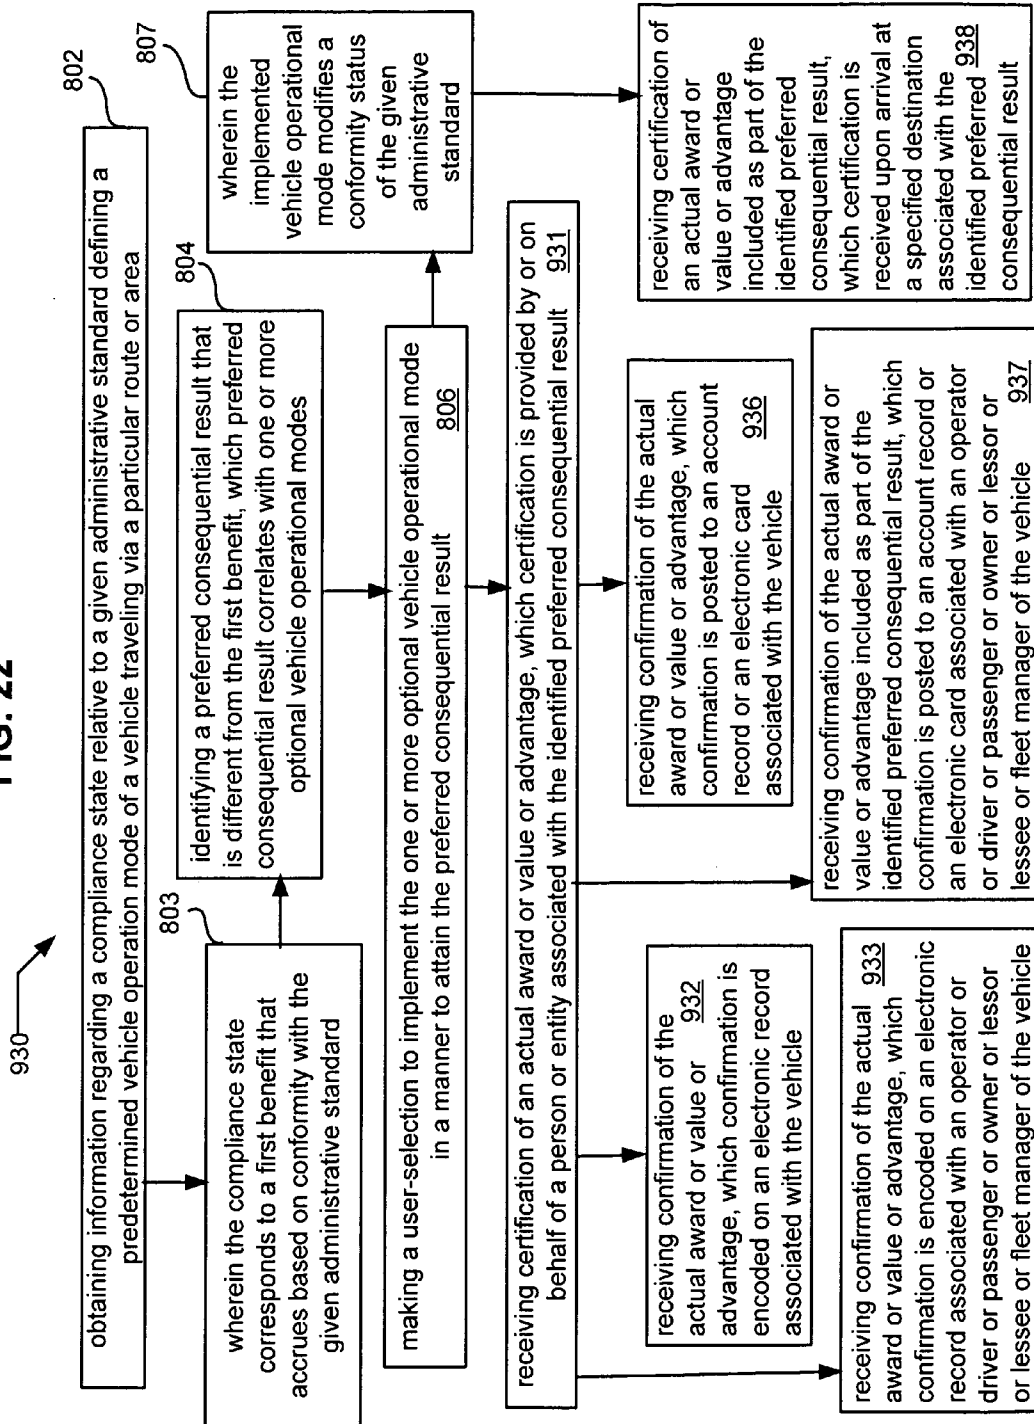 FIG. 22
930
802
obtaining information regarding a compliance state relative to a given administrative standard defining a
predetermined vehicle operation mode of a vehicle traveling via a particular route or area
803
wherein the compliance state
corresponds to a first benefit that
accrues based on conformity with the
given administrative standard
804
identifying a preferred consequential result that
is different from the first benefit, which preferred
consequential result correlates with one or more
optional vehicle operational modes
807
wherein the
implemented
vehicle operational
mode modifies a
conformity status
of the given
administrative
standard
making a user-selection to implement the one or more optional vehicle operational mode
in a manner to attain the preferred consequential result 806
receiving certification of an actual award or value or advantage, which certification is provided by or on
behalf of a person or entity associated with the identified preferred consequential result 931
receiving confirmation of the
actual award or value or 932
advantage, which confirmation is
encoded on an electronic record
associated with the vehicle
receiving confirmation of the actual
award or value or advantage, which
confirmation is posted to an account
record or an electronic card 936
associated with the vehicle
receiving certification of
an actual award or
value or advantage
included as part of the
identified preferred
consequential result,
which certification is
received upon arrival at
a specified destination
associated with the 938
identified preferred
consequential result
receiving confirmation of the actual 933
award or value or advantage, which
confirmation is encoded on an electronic
record associated with an operator or
driver or passenger or owner or lessor
or lessee or fleet manager of the vehicle
receiving confirmation of the actual award or
value or advantage included as part of the
identified preferred consequential result, which
confirmation is posted to an account record or
an electronic card associated with an operator
or driver or passenger or owner or lessor or
lessee or fleet manager of the vehicle 937